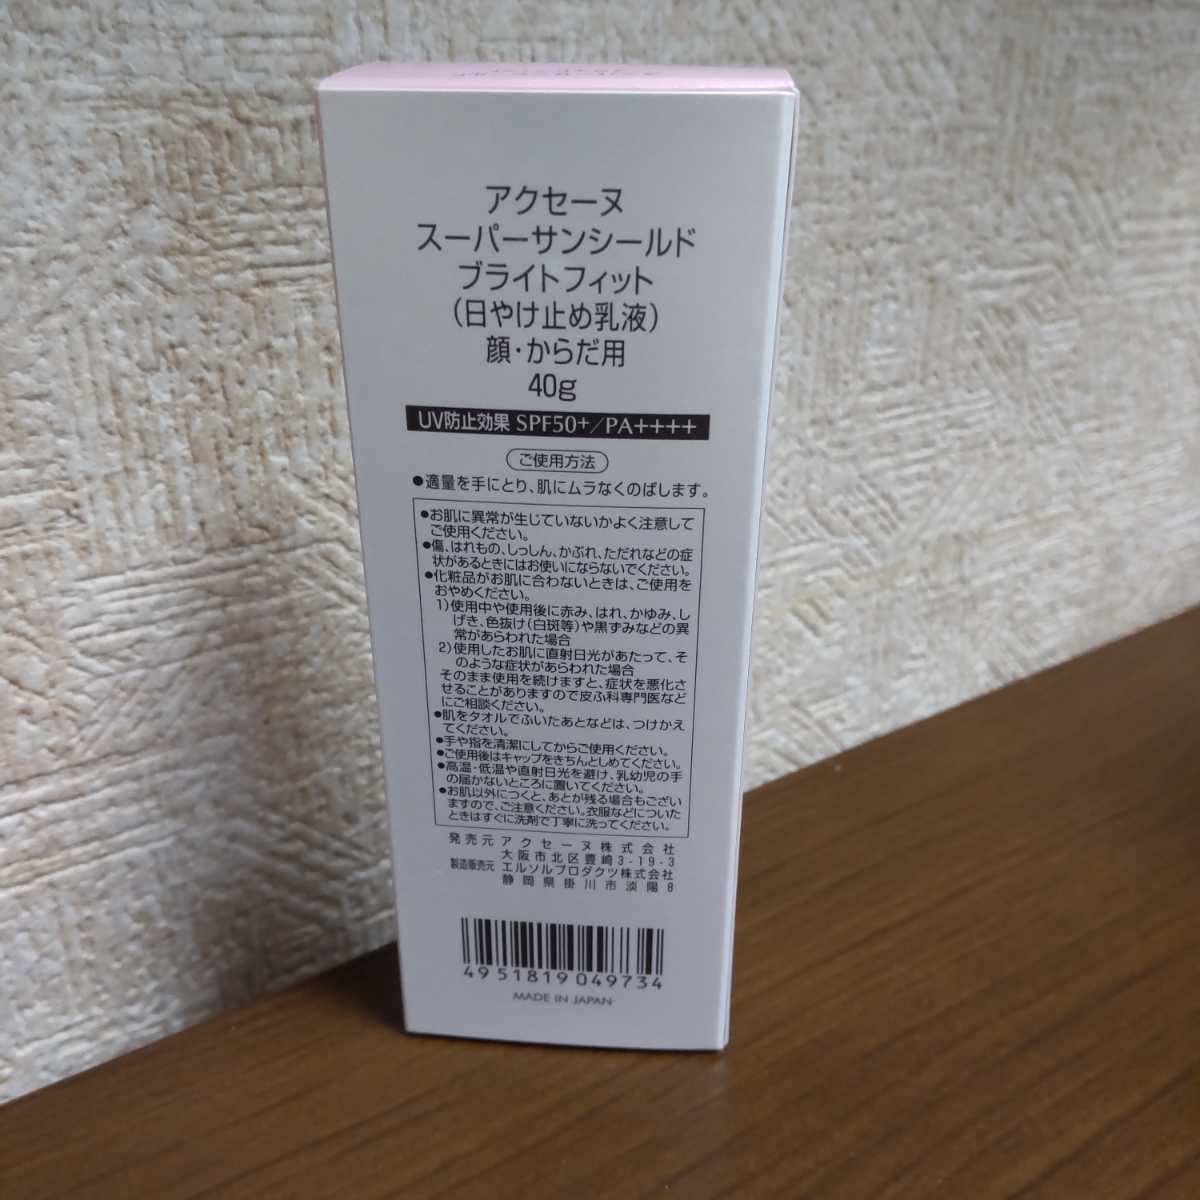 アクセーヌ
スーパーサンシールド
ブライトフィット
(日やけ止め乳液)
顔・からだ用
40g
UV防止効果 SPF50+/PA++++
ご使用方法
●適量を手にとり、肌にムラなくのばします。
●お肌に異常が生じていないかよく注意して
ご使用ください。
●傷、はれもの、しっしん、かぶれ、ただれなどの症
状があるときにはお使いにならないでください。
●化粧品がお肌に合わないときは、ご使用を
おやめください。
1)使用中や使用後に赤み、はれ、かゆみ、し
げき、色抜け(白斑等)や黒ずみなどの異
常があらわれた場合
2)使用したお肌に直射日光があたって、そ
のような症状があらわれた場合
そのまま使用を続けますと、症状を悪化さ
せることがありますので皮ふ科専門医など
にご相談ください。
●肌をタオルでふいたあとなどは、つけかえ
てください。
●手や指を清潔にしてからご使用ください。
●ご使用後はキャップをきちんとしめてください。
●高温・低温や直射日光を避け、乳幼児の手
の届かないところに置いてください。
●お肌以外につくと、あとが残る場合もござい
ますので、ご注意ください。衣服などについた
ときはすぐに洗剤で丁寧に洗ってください。
発売元 アクセーヌ株式会社
大阪市北区豊崎3-19-3
製造販売元 エルソルプロダクツ株式会社
静岡県掛川市淡陽8
4951819049734
MADE IN JAPAN